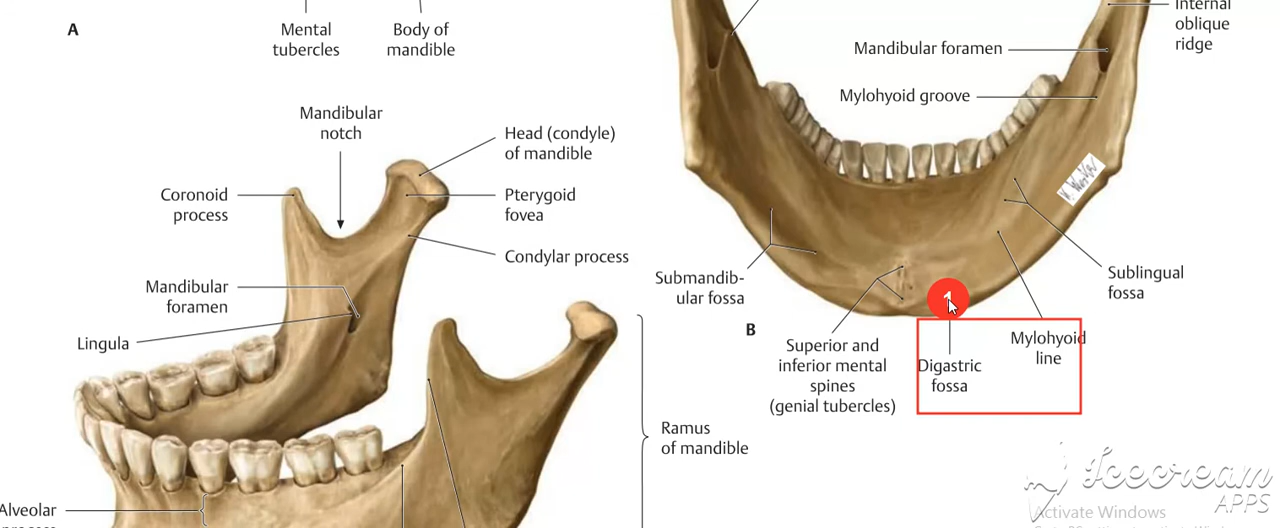 A
Mental
tubercles
Body of
mandible
Internal
oblique
ridge
Mandibular foramen
Mylohyoid groove
Mandibular
notch
Head (condyle)
of mandible
Coronoid
process
Pterygoid
fovea
Condylar process
Mandibular
foramen
Lingula
Submandib-
ular fossa
Sublingual
fossa
B
Superior and
inferior mental
spines
(genial tubercles)
Digastric
fossa
Mylohyoid
line
Ramus
of mandible
Alveolar
Icecream
APPS
Activate Windows